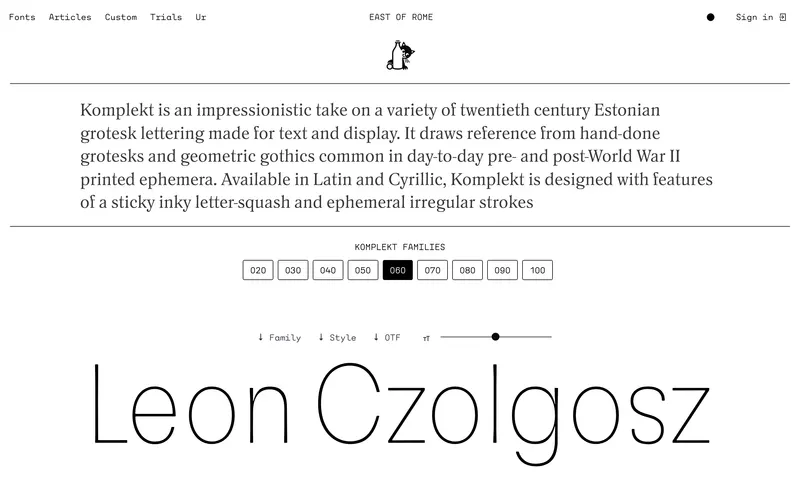 Fonts Articles Custom Trials Ur EAST OF ROME Sign in
Komplekt is an impressionistic take on a variety of twentieth century Estonian
grotesk lettering made for text and display. It draws reference from hand-done
grotesks and geometric gothics common in day-to-day pre- and post-World War II
printed ephemera. Available in Latin and Cyrillic, Komplekt is designed with features
of a sticky inky letter-squash and ephemeral irregular strokes
KOMPLEKT FAMILIES
020 030 040 050 060 070 080 090 100
↓ Family ↓ Style ↓ OTF тT
Leon Czolgosz